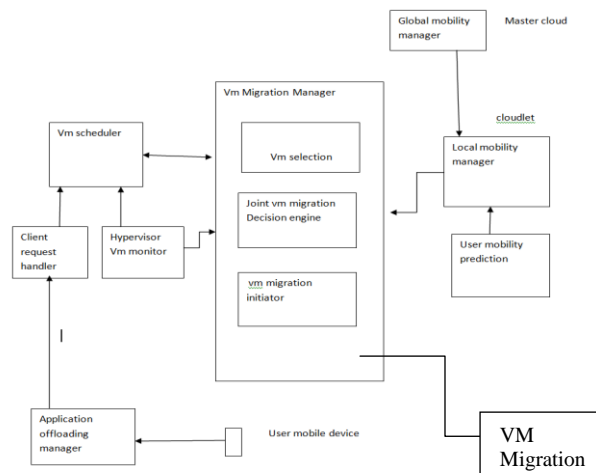 Global mobility
manager
Master cloud
Vm Migration Manager
cloudlet
Vm scheduler
Vm selection
Local mobility
manager
Joint vm migration
Decision engine
Client
request
handler
Hypervisor
Vm monitor
User mobility
prediction
vm migration
initiator
Application
offloading
manager
User mobile device
VM
Migration